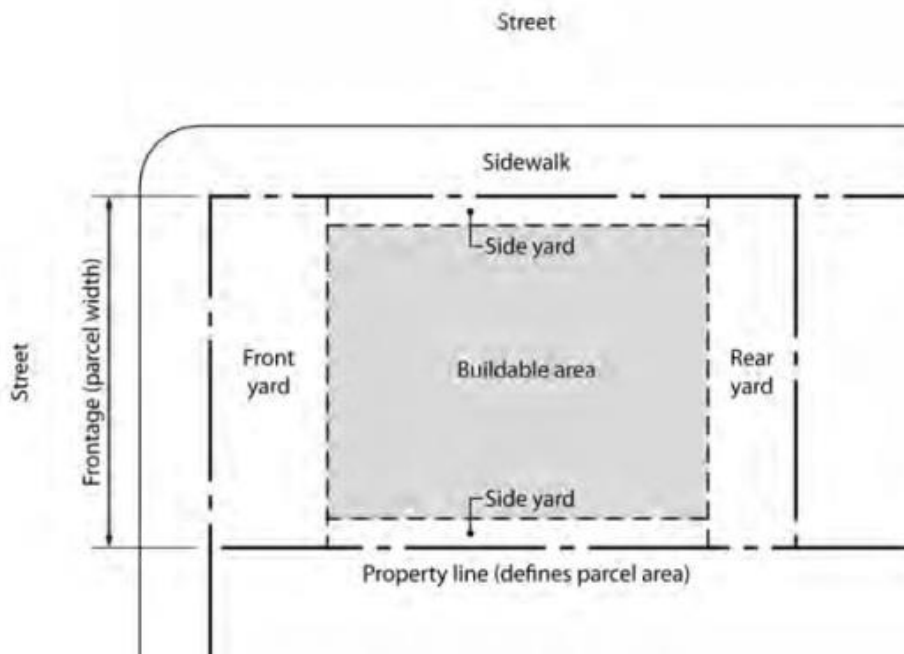 Street
Sidewalk
Side yard
Street
Frontage (parcel width)
Front
yard
Buildable area
Rear
yard
Side yard
Property line (defines parcel area)